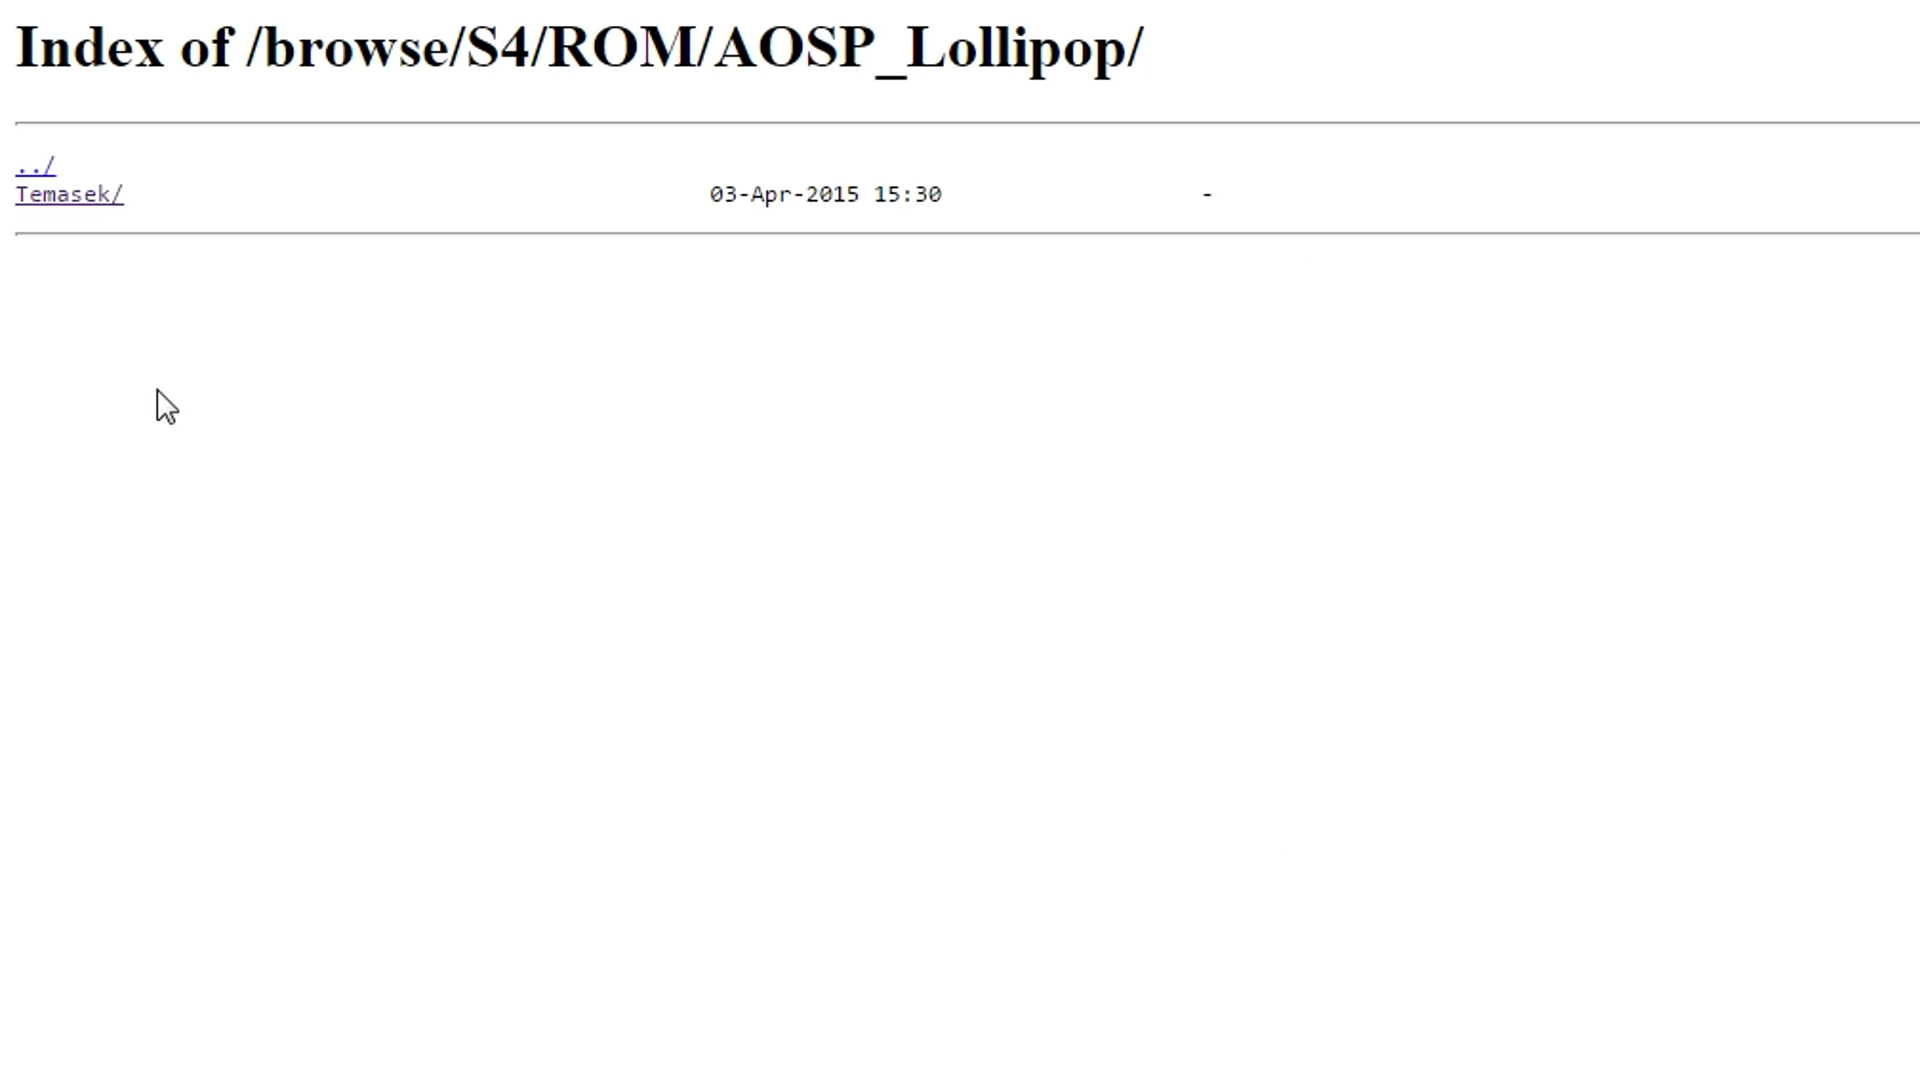 Index of /browse/S4/ROM/AOSP_Lollipop/
../
Temasek/ 03-Apr-2015 15:30 -